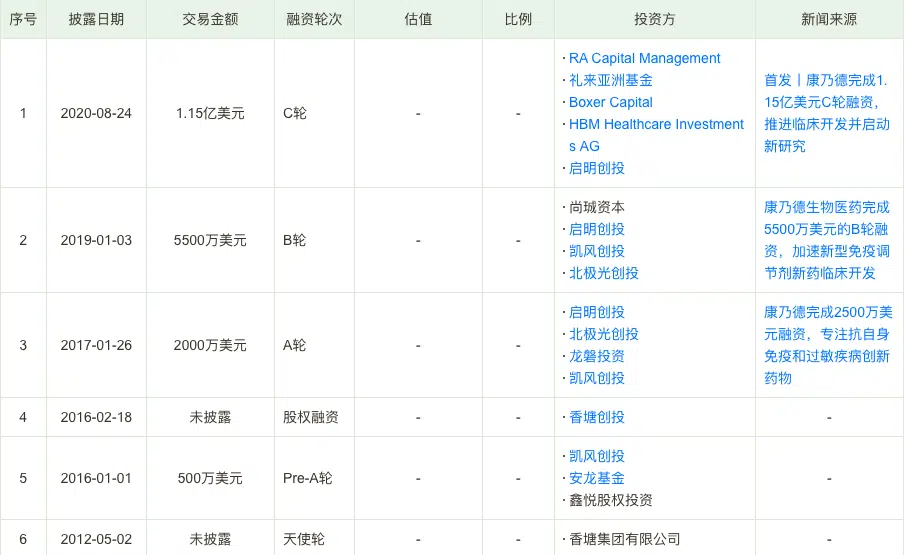 序号 披露日期 交易金额 融资轮次 估值 比例 投资方 新闻来源
1 2020-08-24 1.15亿美元 C轮 - -
· RA Capital Management
· 礼来亚洲基金
· Boxer Capital
· HBM Healthcare Investment
s AG
· 启明创投
首发丨康乃德完成1.
15亿美元C轮融资，
推进临床开发并启动
新研究
2 2019-01-03 5500万美元 B轮 - -
· 尚珹资本
· 启明创投
· 凯风创投
· 北极光创投
康乃德生物医药完成
5500万美元的B轮融
资，加速新型免疫调
节剂新药临床开发
3 2017-01-26 2000万美元 A轮 - -
· 启明创投
· 北极光创投
· 龙磐投资
· 凯风创投
康乃德完成2500万美
元融资，专注抗自身
免疫和过敏疾病创新
药物
4 2016-02-18 未披露 股权融资 - - · 香塘创投 -
5 2016-01-01 500万美元 Pre-A轮 - -
· 凯风创投
· 安龙基金
· 鑫悦股权投资
-
6 2012-05-02 未披露 天使轮 - - · 香塘集团有限公司 -